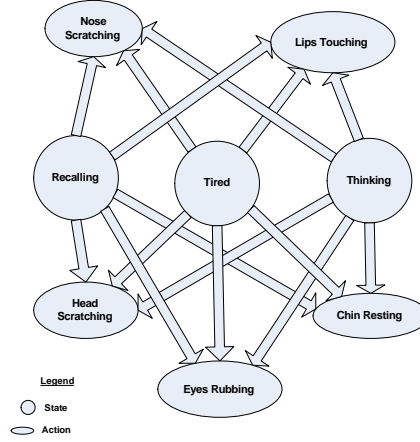 Nose
Scratching
Lips Touching
Recalling
Tired
Thinking
Head
Scratching
Chin Resting
Eyes Rubbing
Legend
State
Action